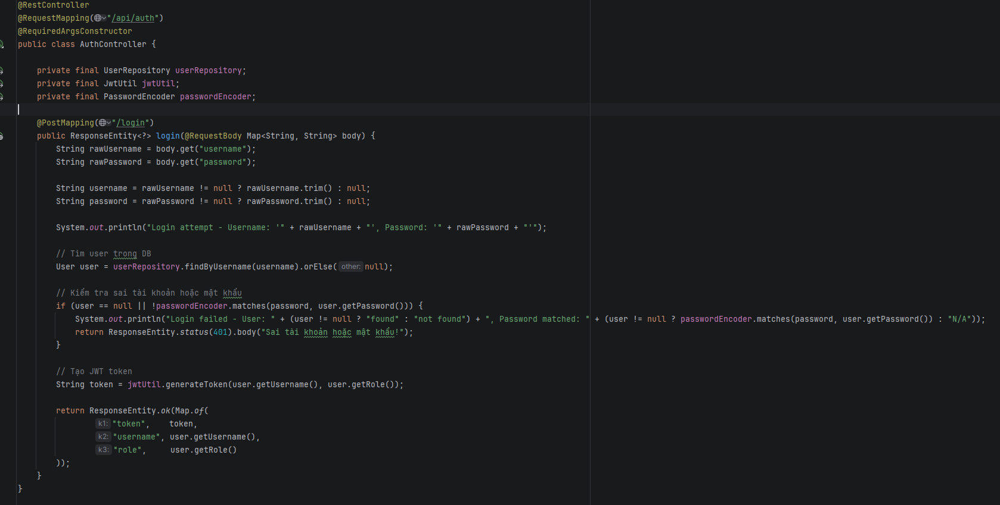 @RestController
@RequestMapping("/api/auth")
@RequiredArgsConstructor
public class AuthController {
    private final UserRepository userRepository;
    private final JwtUtil jwtUtil;
    private final PasswordEncoder passwordEncoder;
    @PostMapping("/login")
    public ResponseEntity<?> login(@RequestBody Map<String, String> body) {
        String rawUsername = body.get("username");
        String rawPassword = body.get("password");
        String username = rawUsername != null ? rawUsername.trim() : null;
        String password = rawPassword != null ? rawPassword.trim() : null;
        System.out.println("Login attempt - Username: '" + rawUsername + "', Password: '" + rawPassword + "'");
        // Tìm user trong DB
        User user = userRepository.findByUsername(username).orElse( other: null);
        // Kiểm tra sai tài khoản hoặc mật khẩu
        if (user == null || !passwordEncoder.matches(password, user.getPassword())) {
            System.out.println("Login failed - User: " + (user != null ? "found" : "not found") + ", Password matched: " + (user != null ? passwordEncoder.matches(password, user.getPassword()) : "N/A"));
            return ResponseEntity.status(401).body("Sai tài khoản hoặc mật khẩu!");
        }
        // Tạo JWT token
        String token = jwtUtil.generateToken(user.getUsername(), user.getRole());
        return ResponseEntity.ok(Map.of(
                k1: "token",    token,
                k2: "username", user.getUsername(),
                k3: "role",     user.getRole()
        ));
    }
}